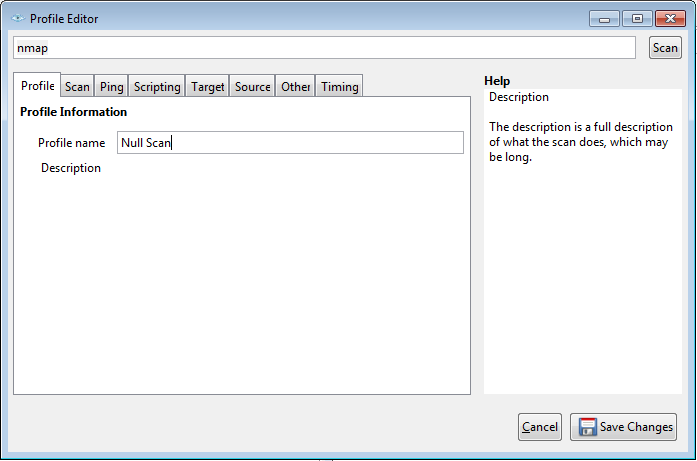 Profile Editor
nmap
Scan
Profile Scan Ping Scripting Target Source Other Timing
Profile Information
Profile name Null Scan
Description
Help
Description
The description is a full description
of what the scan does, which may
be long.
Cancel Save Changes